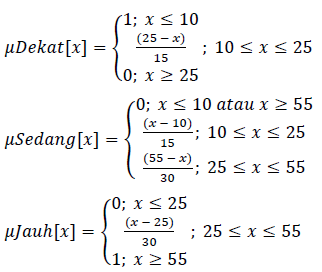 1; x ≤ 10
μDekat[x] = { (25 − x)/15 ; 10 ≤ x ≤ 25
0; x ≥ 25
0; x ≤ 10 atau x ≥ 55
μSedang[x] = { (x − 10)/15; 10 ≤ x ≤ 25
(55 − x)/30; 25 ≤ x ≤ 55
0; x ≤ 25
μJauh[x] = { (x − 25)/30 ; 25 ≤ x ≤ 55
1; x ≥ 55